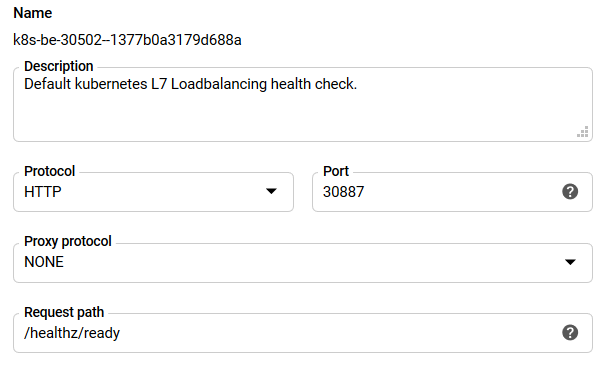 Name
k8s-be-30502--1377b0a3179d688a
Description
Default kubernetes L7 Loadbalancing health check.
Protocol
HTTP
Port
30887
Proxy protocol
NONE
Request path
/healthz/ready